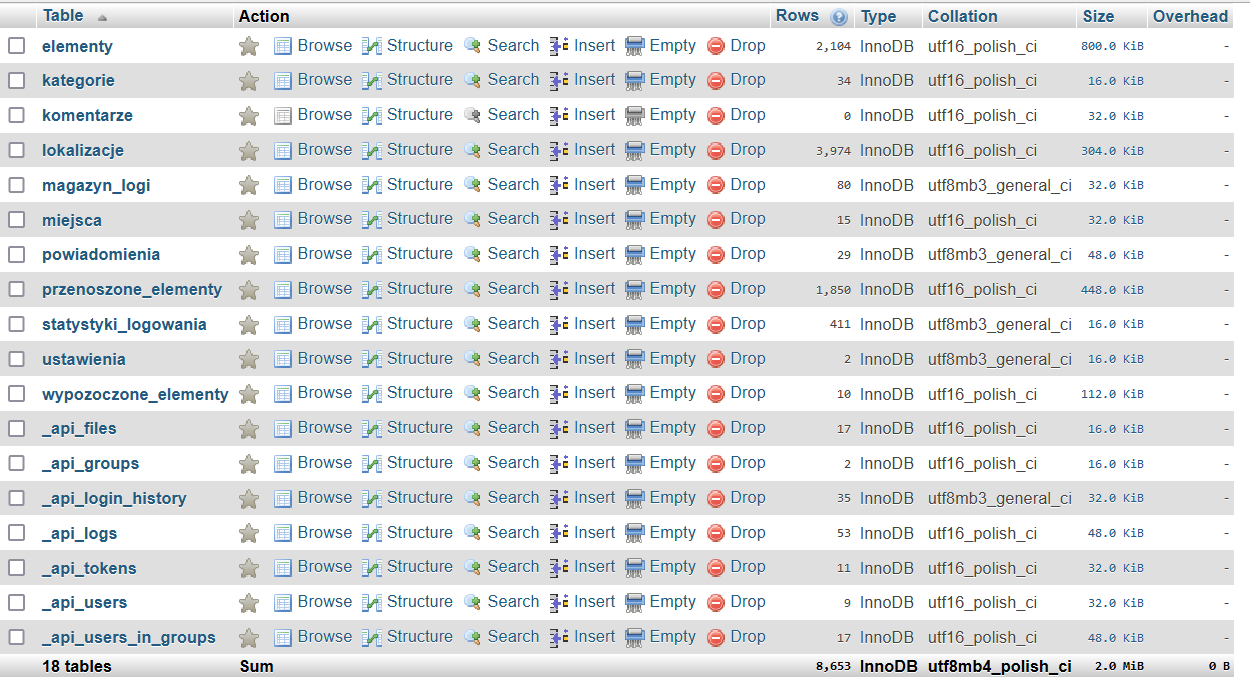 Table Action Rows Type Collation Size Overhead
elementy Browse Structure Search Insert Empty Drop 2,104 InnoDB utf16_polish_ci 800.0 KiB -
kategorie Browse Structure Search Insert Empty Drop 34 InnoDB utf16_polish_ci 16.0 KiB -
komentarze Browse Structure Search Insert Empty Drop 0 InnoDB utf16_polish_ci 32.0 KiB -
lokalizacje Browse Structure Search Insert Empty Drop 3,974 InnoDB utf16_polish_ci 304.0 KiB -
magazyn_logi Browse Structure Search Insert Empty Drop 80 InnoDB utf8mb3_general_ci 32.0 KiB -
miejsca Browse Structure Search Insert Empty Drop 15 InnoDB utf16_polish_ci 32.0 KiB -
powiadomienia Browse Structure Search Insert Empty Drop 29 InnoDB utf8mb3_general_ci 48.0 KiB -
przenoszone_elementy Browse Structure Search Insert Empty Drop 1,850 InnoDB utf16_polish_ci 448.0 KiB -
statystyki_logowania Browse Structure Search Insert Empty Drop 411 InnoDB utf8mb3_general_ci 16.0 KiB -
ustawienia Browse Structure Search Insert Empty Drop 2 InnoDB utf8mb3_general_ci 16.0 KiB -
wypozoczone_elementy Browse Structure Search Insert Empty Drop 10 InnoDB utf16_polish_ci 112.0 KiB -
_api_files Browse Structure Search Insert Empty Drop 17 InnoDB utf16_polish_ci 16.0 KiB -
_api_groups Browse Structure Search Insert Empty Drop 2 InnoDB utf16_polish_ci 16.0 KiB -
_api_login_history Browse Structure Search Insert Empty Drop 35 InnoDB utf8mb3_general_ci 32.0 KiB -
_api_logs Browse Structure Search Insert Empty Drop 53 InnoDB utf16_polish_ci 48.0 KiB -
_api_tokens Browse Structure Search Insert Empty Drop 11 InnoDB utf16_polish_ci 32.0 KiB -
_api_users Browse Structure Search Insert Empty Drop 9 InnoDB utf16_polish_ci 32.0 KiB -
_api_users_in_groups Browse Structure Search Insert Empty Drop 17 InnoDB utf16_polish_ci 48.0 KiB -
18 tables Sum 8,653 InnoDB utf8mb4_polish_ci 2.0 MiB 0 B